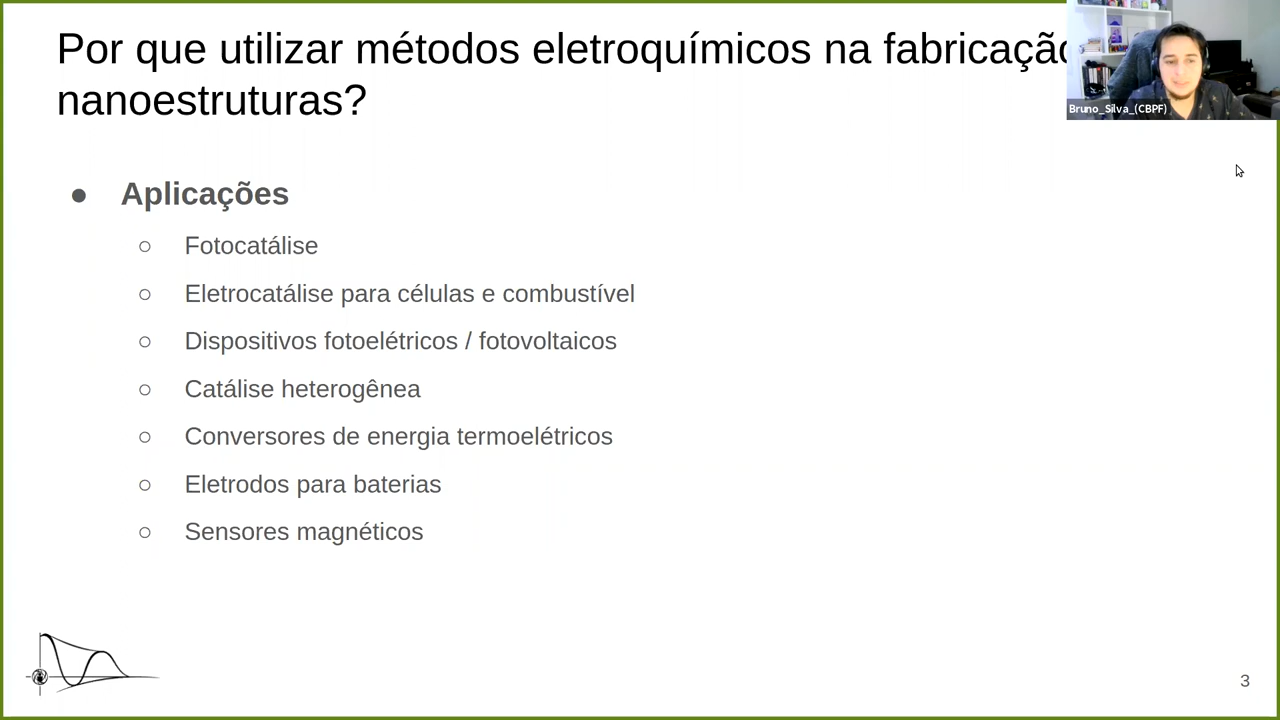 Por que utilizar métodos eletroquímicos na fabricação
nanoestruturas?
Bruno_Silva_(CBPF)
● Aplicações
○ Fotocatálise
○ Eletrocatálise para células e combustível
○ Dispositivos fotoelétricos / fotovoltaicos
○ Catálise heterogênea
○ Conversores de energia termoelétricos
○ Eletrodos para baterias
○ Sensores magnéticos
3